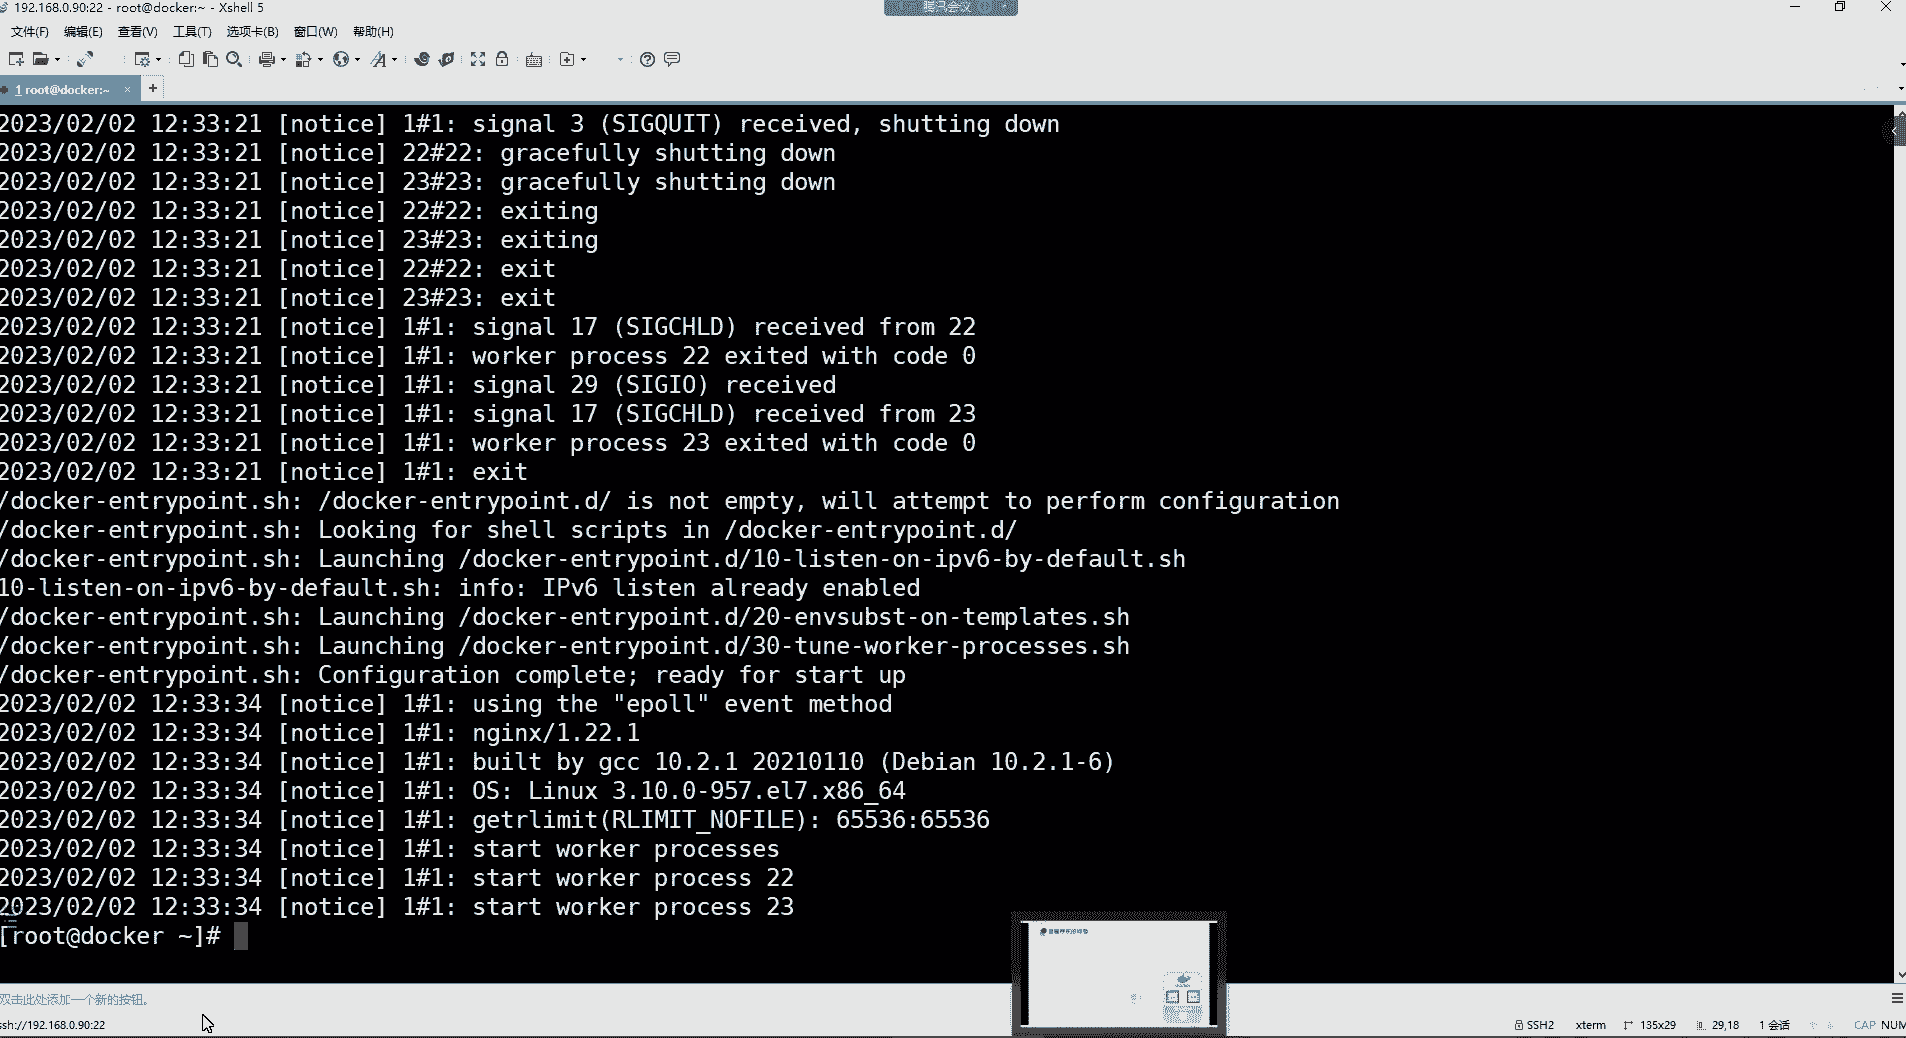 192.168.0.90:22 - root@docker:~ - Xshell 5
腾讯会议
文件(F) 编辑(E) 查看(V) 工具(T) 选项卡(B) 窗口(W) 帮助(H)
1 root@docker:~ × +
2023/02/02 12:33:21 [notice] 1#1: signal 3 (SIGQUIT) received, shutting down
2023/02/02 12:33:21 [notice] 22#22: gracefully shutting down
2023/02/02 12:33:21 [notice] 23#23: gracefully shutting down
2023/02/02 12:33:21 [notice] 22#22: exiting
2023/02/02 12:33:21 [notice] 23#23: exiting
2023/02/02 12:33:21 [notice] 22#22: exit
2023/02/02 12:33:21 [notice] 23#23: exit
2023/02/02 12:33:21 [notice] 1#1: signal 17 (SIGCHLD) received from 22
2023/02/02 12:33:21 [notice] 1#1: worker process 22 exited with code 0
2023/02/02 12:33:21 [notice] 1#1: signal 29 (SIGIO) received
2023/02/02 12:33:21 [notice] 1#1: signal 17 (SIGCHLD) received from 23
2023/02/02 12:33:21 [notice] 1#1: worker process 23 exited with code 0
2023/02/02 12:33:21 [notice] 1#1: exit
/docker-entrypoint.sh: /docker-entrypoint.d/ is not empty, will attempt to perform configuration
/docker-entrypoint.sh: Looking for shell scripts in /docker-entrypoint.d/
/docker-entrypoint.sh: Launching /docker-entrypoint.d/10-listen-on-ipv6-by-default.sh
10-listen-on-ipv6-by-default.sh: info: IPv6 listen already enabled
/docker-entrypoint.sh: Launching /docker-entrypoint.d/20-envsubst-on-templates.sh
/docker-entrypoint.sh: Launching /docker-entrypoint.d/30-tune-worker-processes.sh
/docker-entrypoint.sh: Configuration complete; ready for start up
2023/02/02 12:33:34 [notice] 1#1: using the "epoll" event method
2023/02/02 12:33:34 [notice] 1#1: nginx/1.22.1
2023/02/02 12:33:34 [notice] 1#1: built by gcc 10.2.1 20210110 (Debian 10.2.1-6)
2023/02/02 12:33:34 [notice] 1#1: OS: Linux 3.10.0-957.el7.x86_64
2023/02/02 12:33:34 [notice] 1#1: getrlimit(RLIMIT_NOFILE): 65536:65536
2023/02/02 12:33:34 [notice] 1#1: start worker processes
2023/02/02 12:33:34 [notice] 1#1: start worker process 22
2023/02/02 12:33:34 [notice] 1#1: start worker process 23
[root@docker ~]#
双击此处添加一个新的按钮。
ssh://192.168.0.90:22 SSH2 xterm 135x29 29,18 1 会话 CAP NUM